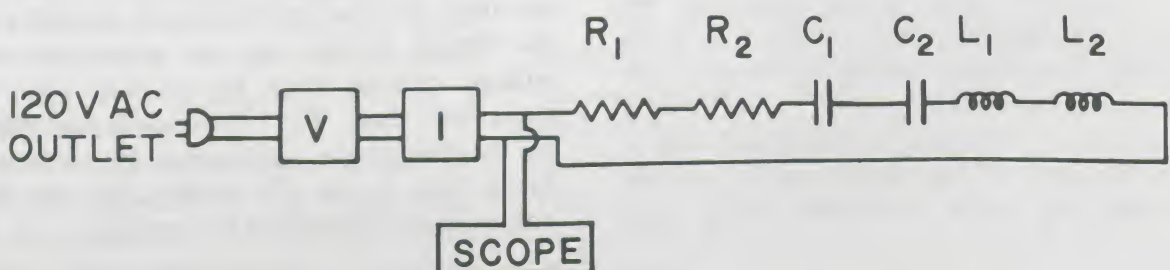 R₁ R₂ C₁ C₂ L₁ L₂
120 V AC
OUTLET
V I
SCOPE